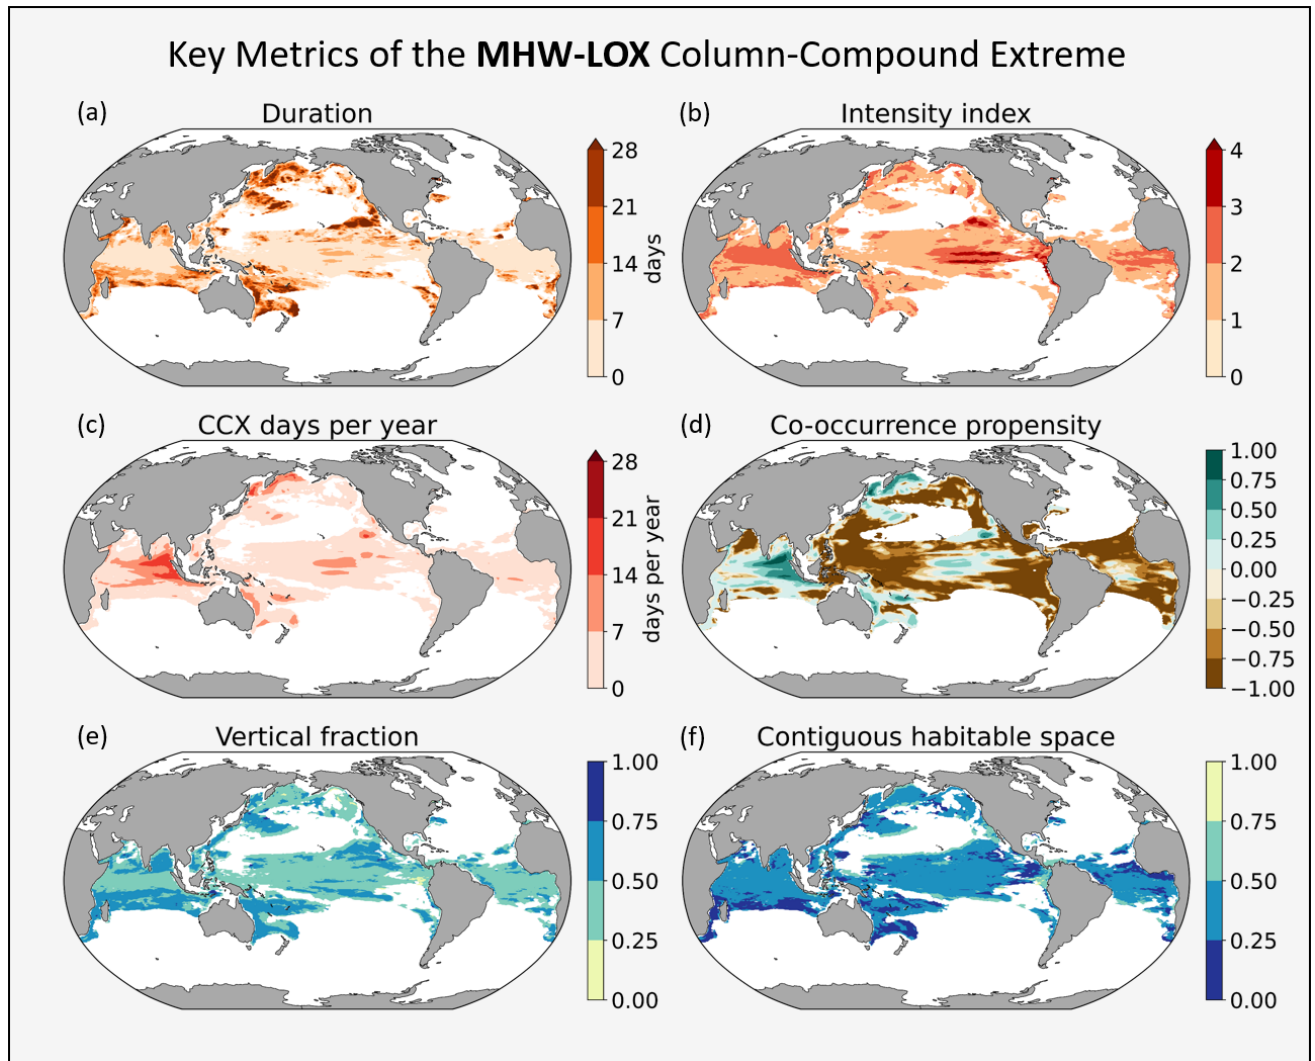 Key Metrics of the MHW-LOX Column-Compound Extreme
(a)
Duration
28
21
14
7
0
days
(b)
Intensity index
4
3
2
1
0
(c)
CCX days per year
28
21
14
7
0
days per year
(d)
Co-occurrence propensity
1.00
0.75
0.50
0.25
0.00
−0.25
−0.50
−0.75
−1.00
(e)
Vertical fraction
1.00
0.75
0.50
0.25
0.00
(f)
Contiguous habitable space
1.00
0.75
0.50
0.25
0.00